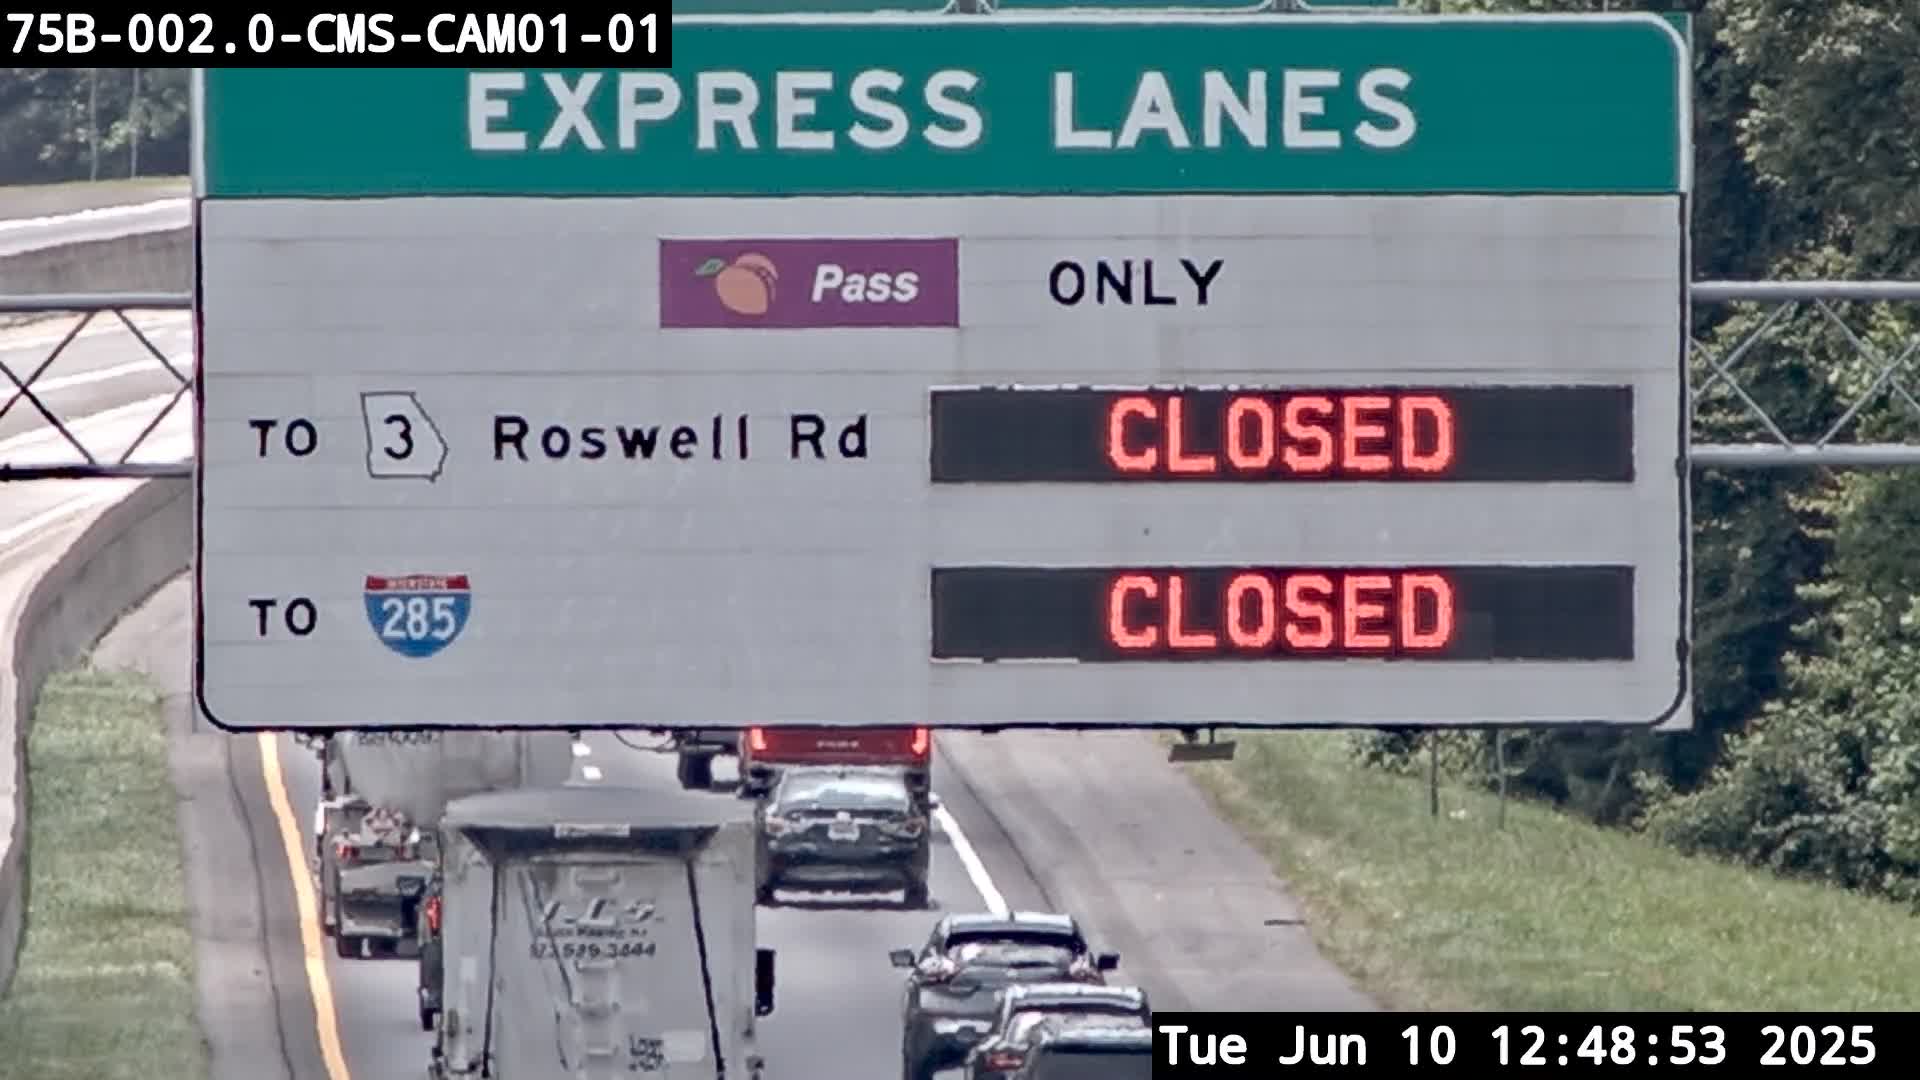 75B-002.0-CMS-CAM01-01
EXPRESS LANES
Pass ONLY
TO 3 Roswell Rd CLOSED
INTERSTATE
TO 285 CLOSED
Tue Jun 10 12:48:53 2025